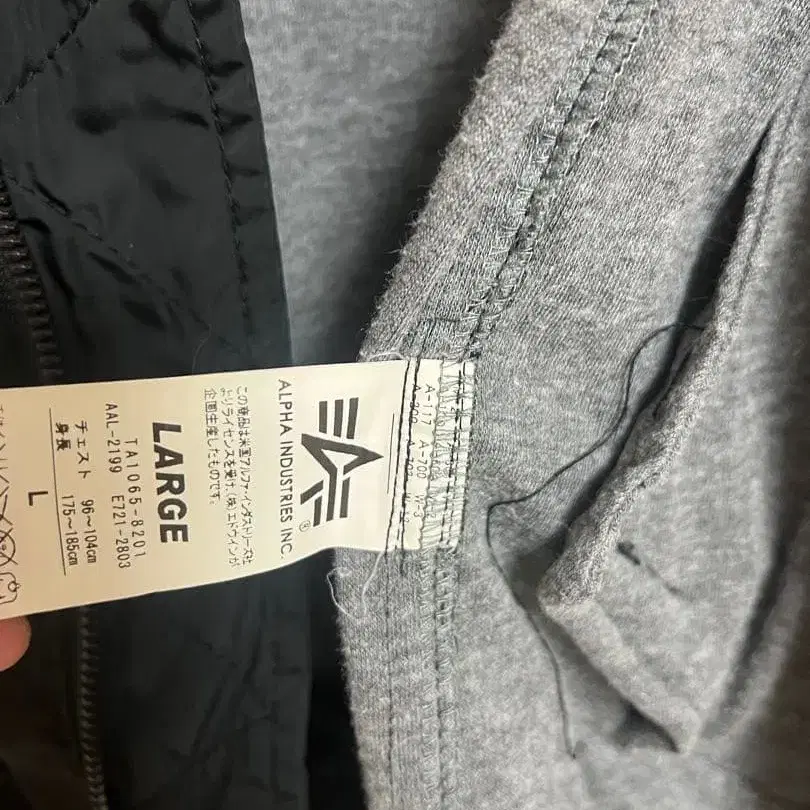 A-117 A-700
ALPHA INDUSTRIES INC.
®
この商品は米国アルファ・インダストリーズ社
よりライセンスを受け、(株)エドウインが
企画生産したものです。
LARGE
TA1065-8201
AAL-2199 E721-2803
チェスト 96〜104cm
身長 175〜185cm
L